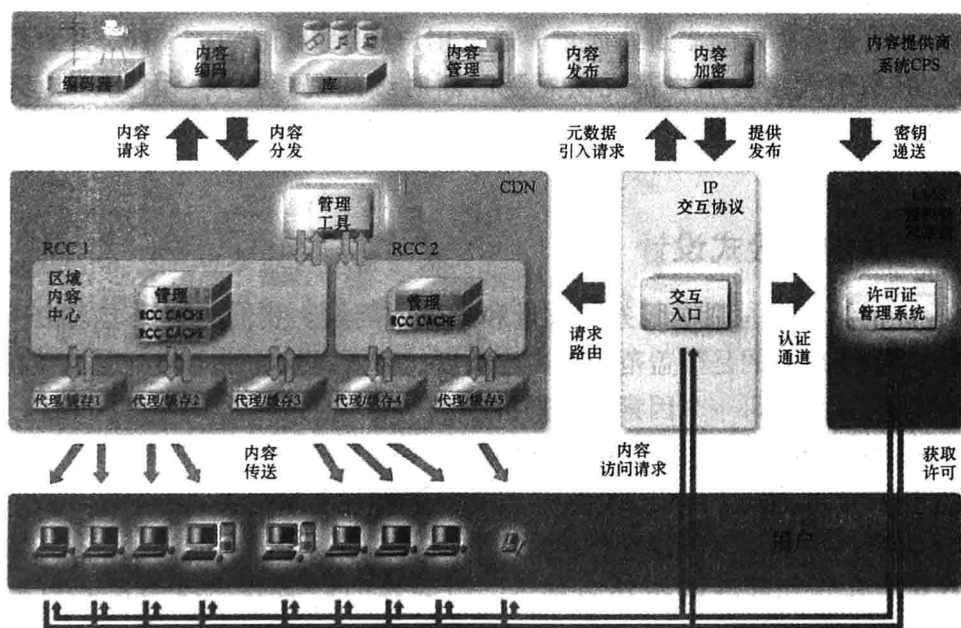 编码器
内容
编码
库
内容
管理
内容
发布
内容
加密
内容提供商
系统CPS
内容
请求
内容
分发
元数据
引入请求
提供
发布
密钥
递送
CDN
管理
工具
RCC 1
RCC 2
区域
内容
中心
管理
RCC CACHE
RCC CACHE
管理
RCC CACHE
代理/缓存1
代理/缓存2
代理/缓存3
代理/缓存4
代理/缓存5
IP
交互协议
交互
入口
请求
路由
认证
通道
LMS
许可证
管理系统
内容
传送
内容
访问请求
获取
许可
用户